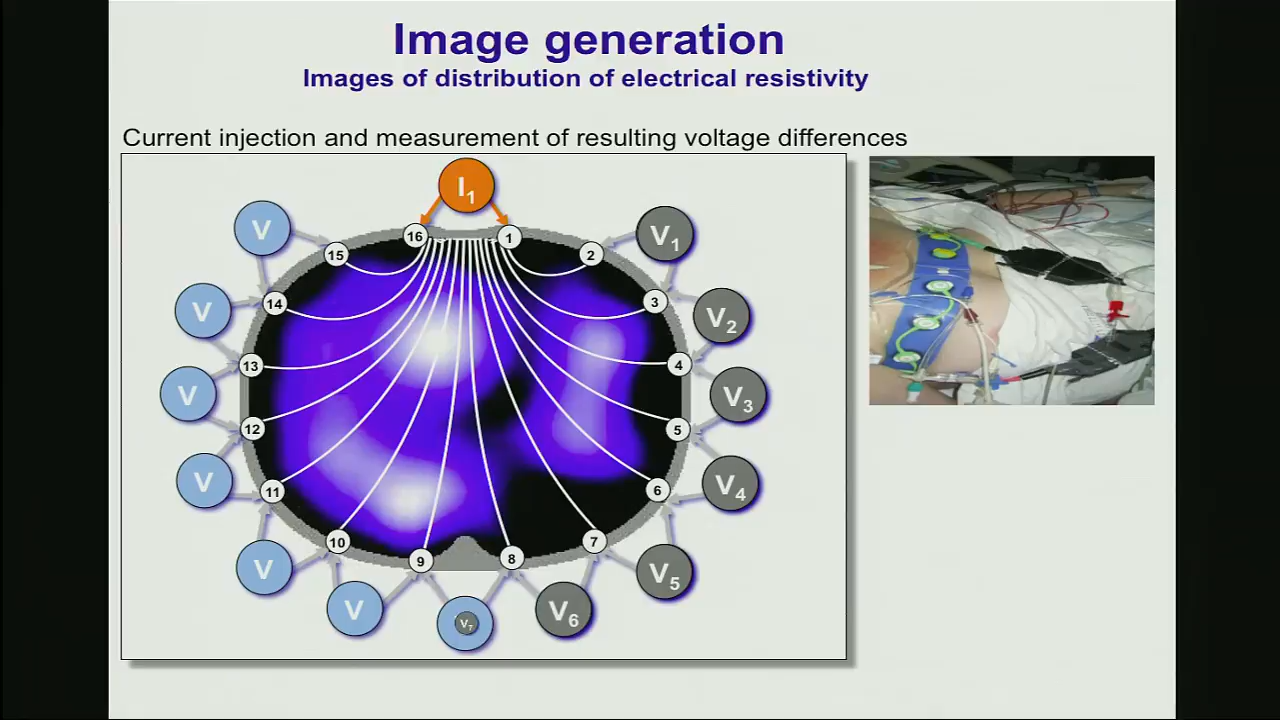 Image generation
Images of distribution of electrical resistivity
Current injection and measurement of resulting voltage differences
I1
16
1
V
15
2
V1
14
3
V
V2
13
4
V
V3
12
5
V
V4
11
6
10
7
V
9
8
V5
V
V7
V6